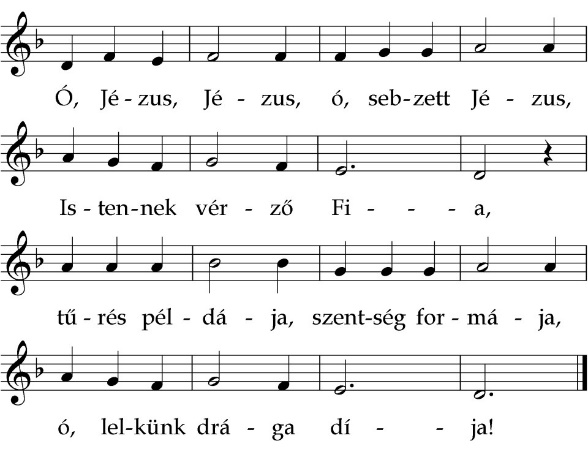 Ó, Jé - zus, Jé - zus, ó, seb - zett Jé - zus,
Is - ten - nek vér - ző Fi - - - a,
tű - rés pél - dá - ja, szent - ség for - má - ja,
ó, lel - künk drá - ga dí - - ja!